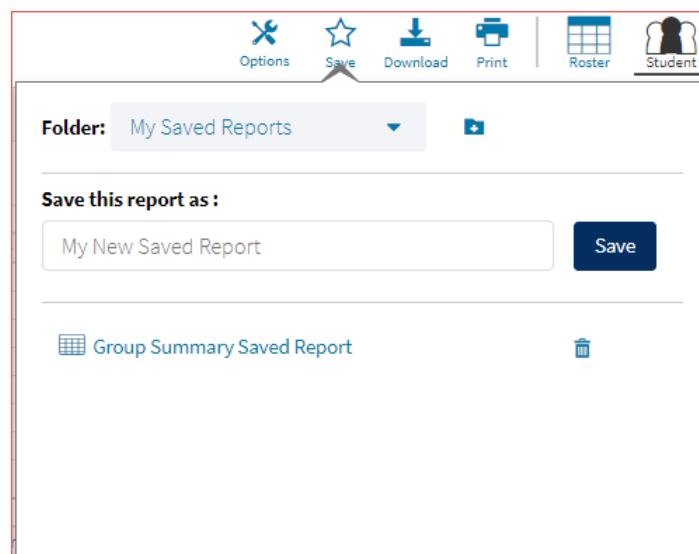 Options Save Download Print Roster Student
Folder: My Saved Reports
Save this report as :
My New Saved Report Save
Group Summary Saved Report